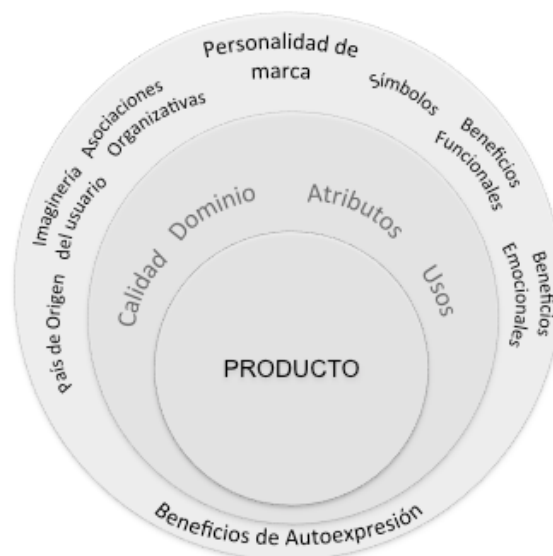 Personalidad de
marca
Símbolos
Beneficios
Funcionales
Beneficios
Emocionales
Asociaciones
Organizativas
Imaginería
del usuario
País de Origen
Dominio
Atributos
Calidad
Usos
PRODUCTO
Beneficios de Autoexpresión